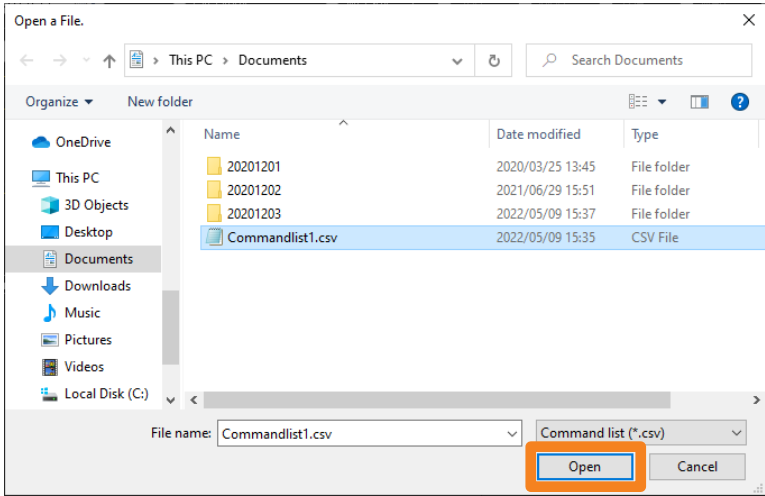 Open a File.
This PC > Documents
Search Documents
Organize
New folder
?
OneDrive
This PC
3D Objects
Desktop
Documents
Downloads
Music
Pictures
Videos
Local Disk (C:)
Name Date modified Type
20201201 2020/03/25 13:45 File folder
20201202 2021/06/29 15:51 File folder
20201203 2022/05/09 15:37 File folder
Commandlist1.csv 2022/05/09 15:35 CSV File
File name: Commandlist1.csv Command list (*.csv)
Open Cancel